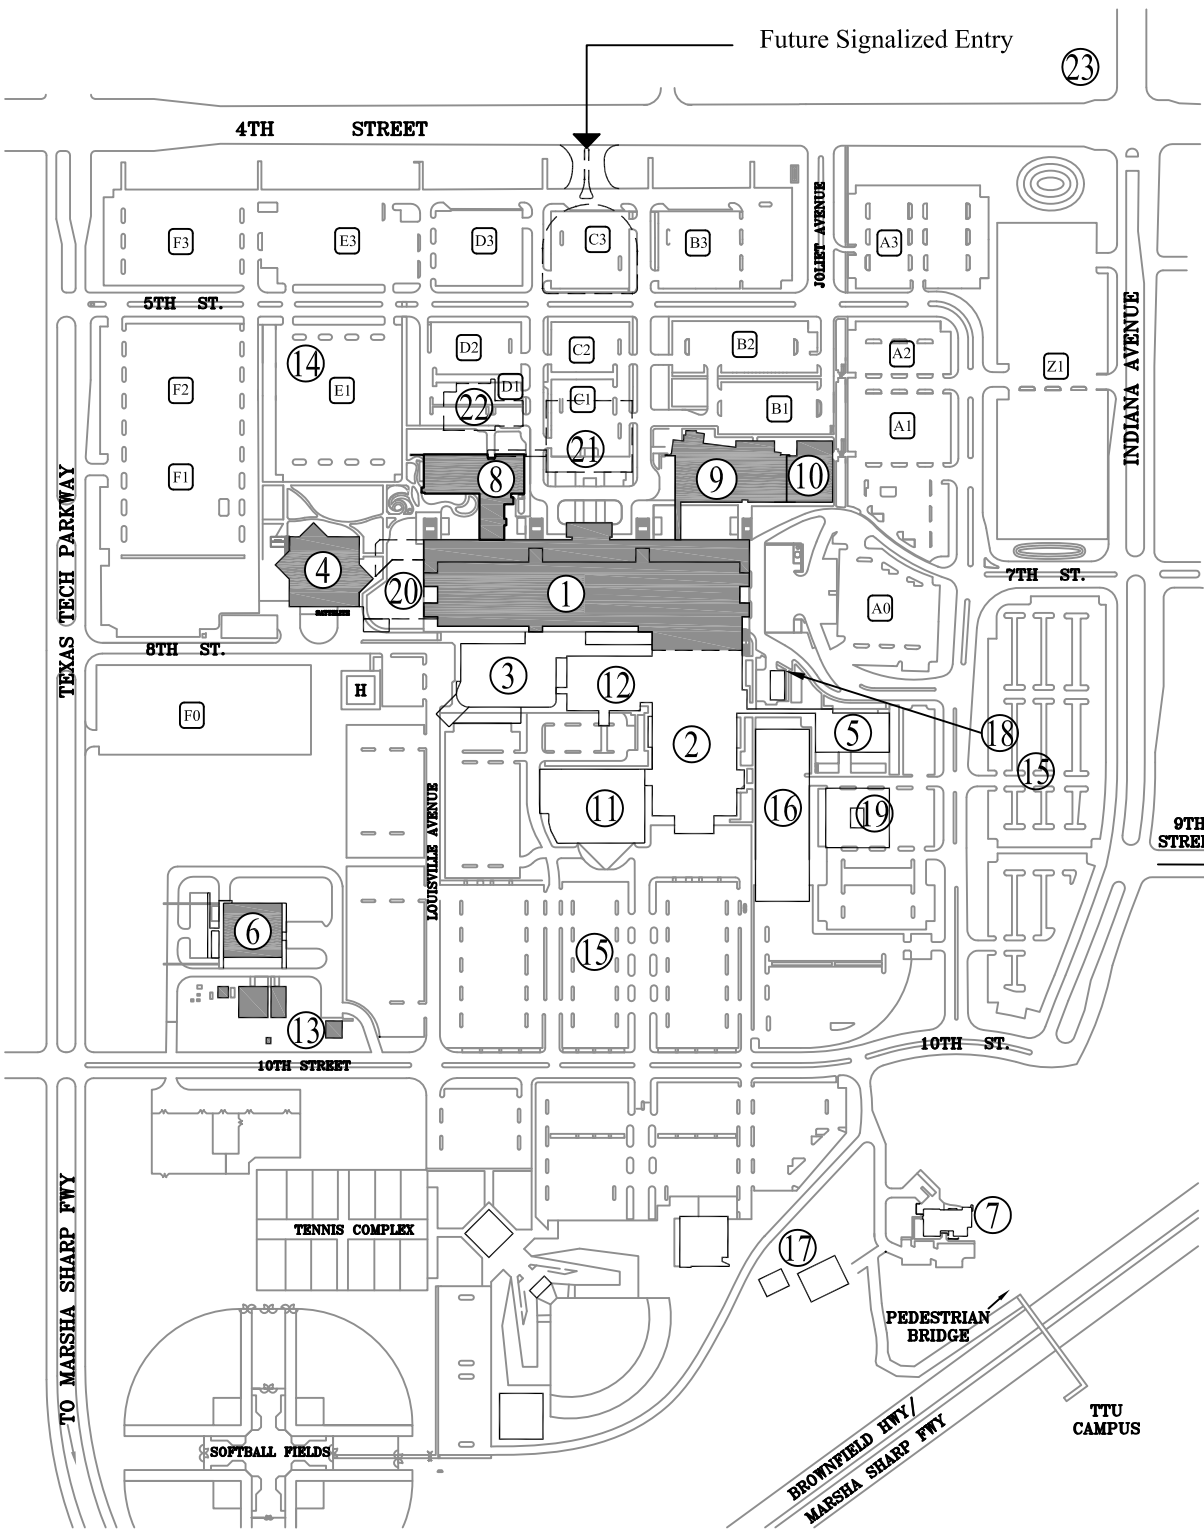 Future Signalized Entry
23
4TH STREET
JOLIET AVENUE
F3
E3
D3
C3
B3
A3
5TH ST.
INDIANA AVENUE
14
D2
C2
B2
A2
Z1
F2
E1
D1
22
C1
B1
A1
21
F1
8
9
10
TEXAS TECH PARKWAY
4
20
1
7TH ST.
A0
8TH ST.
3
12
H
F0
2
5
18
15
LOUISVILLE AVENUE
11
16
19
9TH
STREE
6
15
13
10TH STREET
10TH ST.
TO MARSHA SHARP FWY
TENNIS COMPLEX
7
17
PEDESTRIAN
BRIDGE
TTU
CAMPUS
BROWNFIELD HWY/
MARSHA SHARP FWY
SOFTBALL FIELDS